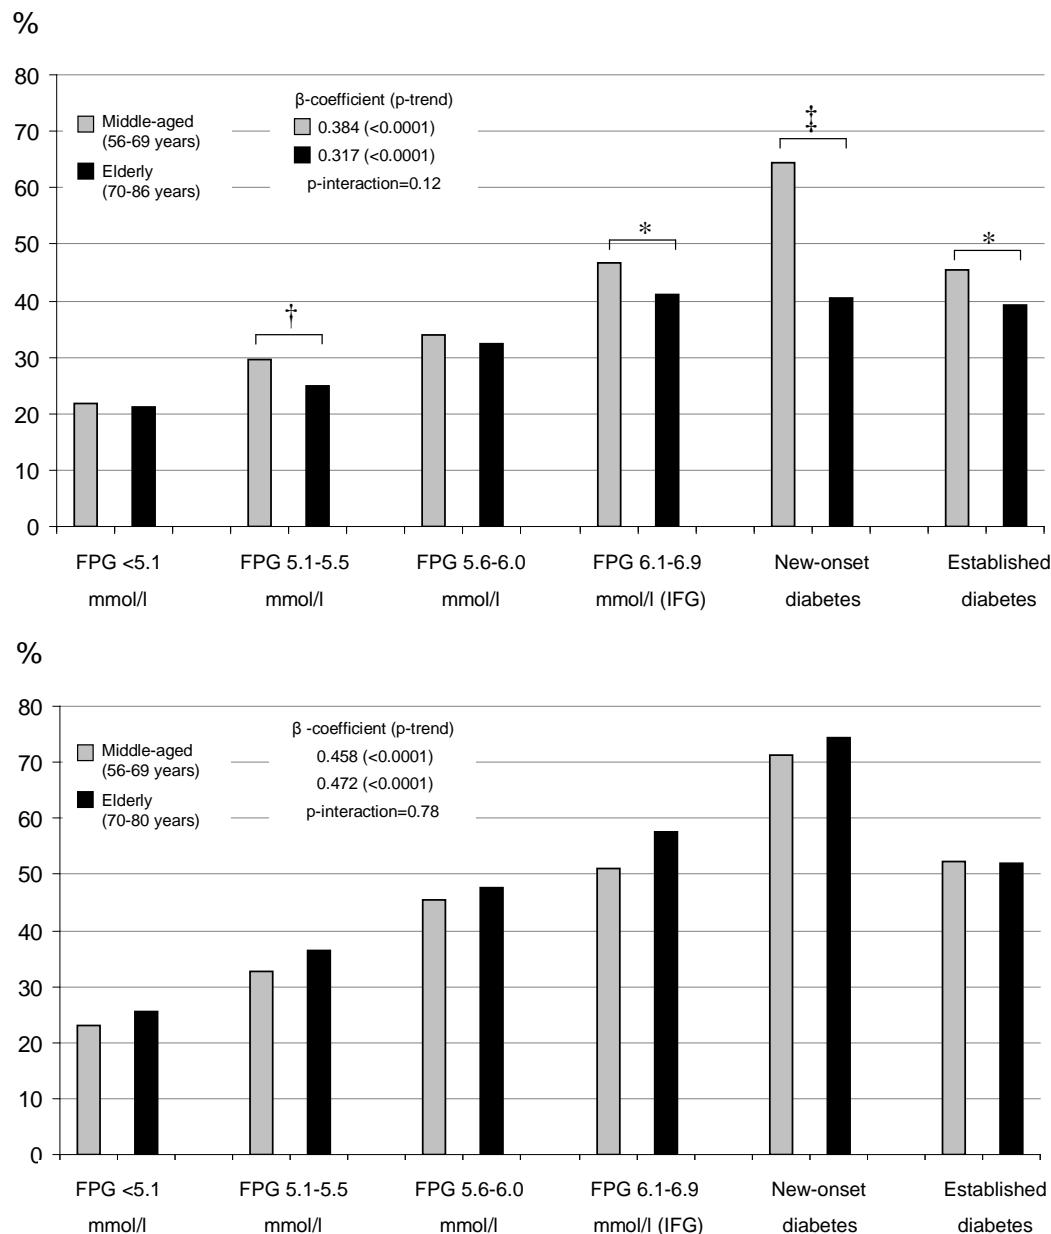 %
80
70
60
50
40
30
20
10
0
Middle-aged
(56-69 years)
Elderly
(70-86 years)
β-coefficient (p-trend)
0.384 (<0.0001)
0.317 (<0.0001)
p-interaction=0.12
†
*
‡
*
FPG <5.1
mmol/l
FPG 5.1-5.5
mmol/l
FPG 5.6-6.0
mmol/l
FPG 6.1-6.9
mmol/l (IFG)
New-onset
diabetes
Established
diabetes
%
80
70
60
50
40
30
20
10
0
Middle-aged
(56-69 years)
Elderly
(70-80 years)
β -coefficient (p-trend)
0.458 (<0.0001)
0.472 (<0.0001)
p-interaction=0.78
FPG <5.1
mmol/l
FPG 5.1-5.5
mmol/l
FPG 5.6-6.0
mmol/l
FPG 6.1-6.9
mmol/l (IFG)
New-onset
diabetes
Established
diabetes